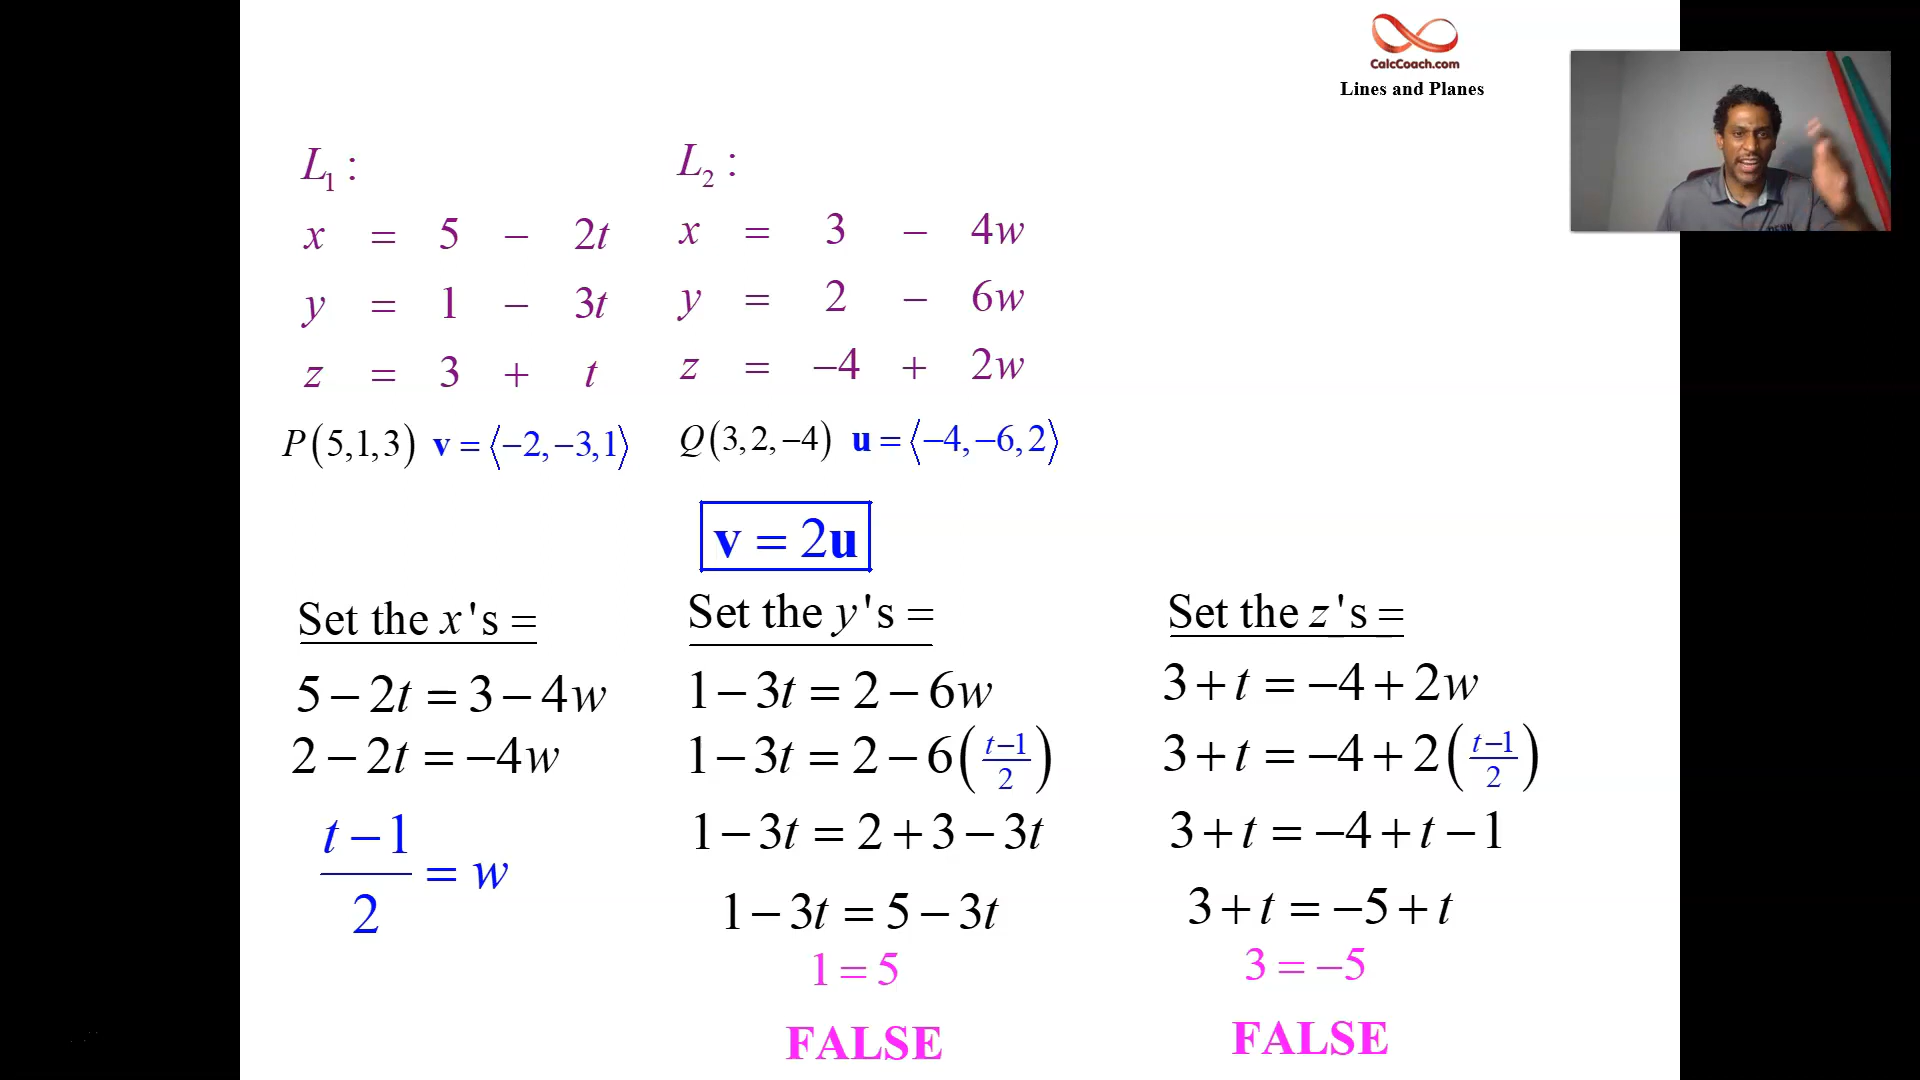 CalcCoach.com
Lines and Planes
L₁ :
x = 5 − 2t
y = 1 − 3t
z = 3 + t
P(5,1,3) v = ⟨−2,−3,1⟩
L₂ :
x = 3 − 4w
y = 2 − 6w
z = −4 + 2w
Q(3,2,−4) u = ⟨−4,−6,2⟩
v = 2u
Set the x's =
5 − 2t = 3 − 4w
2 − 2t = −4w
(t−1)/2 = w
Set the y's =
1 − 3t = 2 − 6w
1 − 3t = 2 − 6((t−1)/2)
1 − 3t = 2 + 3 − 3t
1 − 3t = 5 − 3t
1 = 5
FALSE
Set the z's =
3 + t = −4 + 2w
3 + t = −4 + 2((t−1)/2)
3 + t = −4 + t − 1
3 + t = −5 + t
3 = −5
FALSE